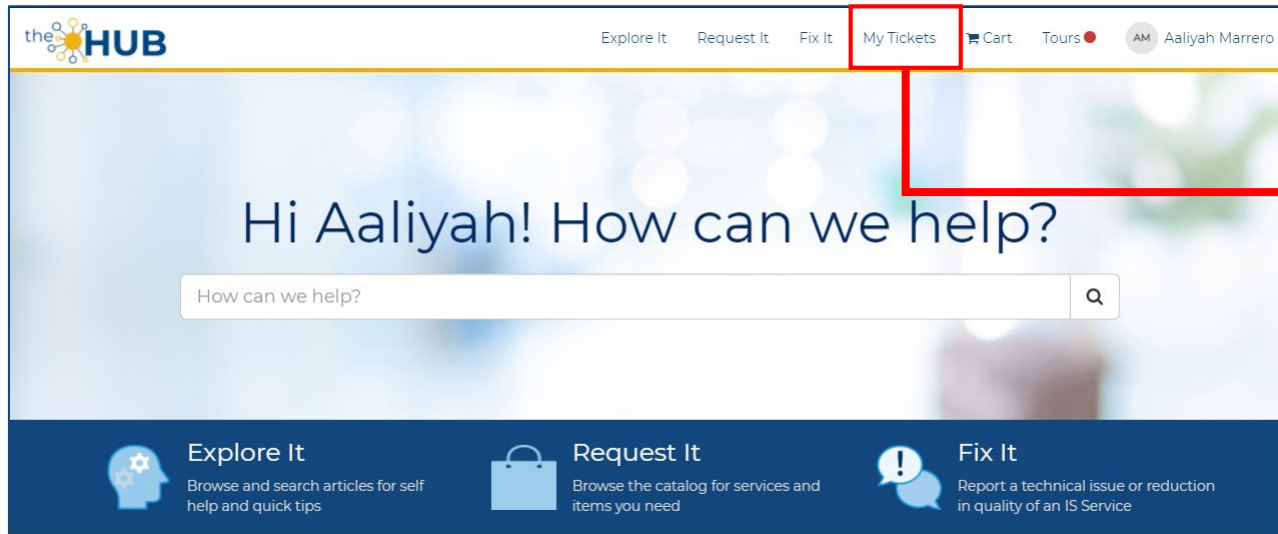 the HUB
Explore It Request It Fix It My Tickets Cart Tours AM Aaliyah Marrero
Hi Aaliyah! How can we help?
How can we help?
Explore It
Browse and search articles for self
help and quick tips
Request It
Browse the catalog for services and
items you need
Fix It
Report a technical issue or reduction
in quality of an IS Service